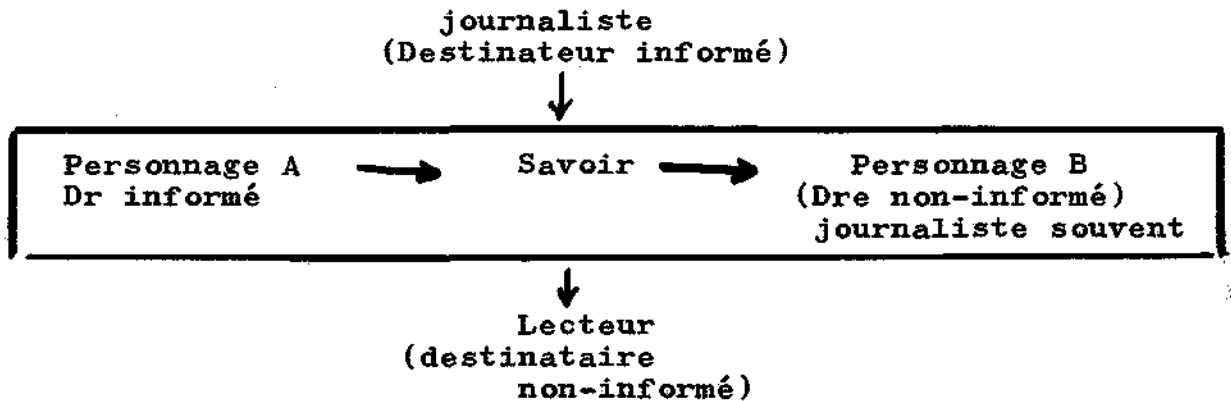 journaliste
(Destinateur informé)
Personnage A Savoir Personnage B
Dr informé (Dre non-informé)
journaliste souvent
Lecteur
(destinataire
non-informé)